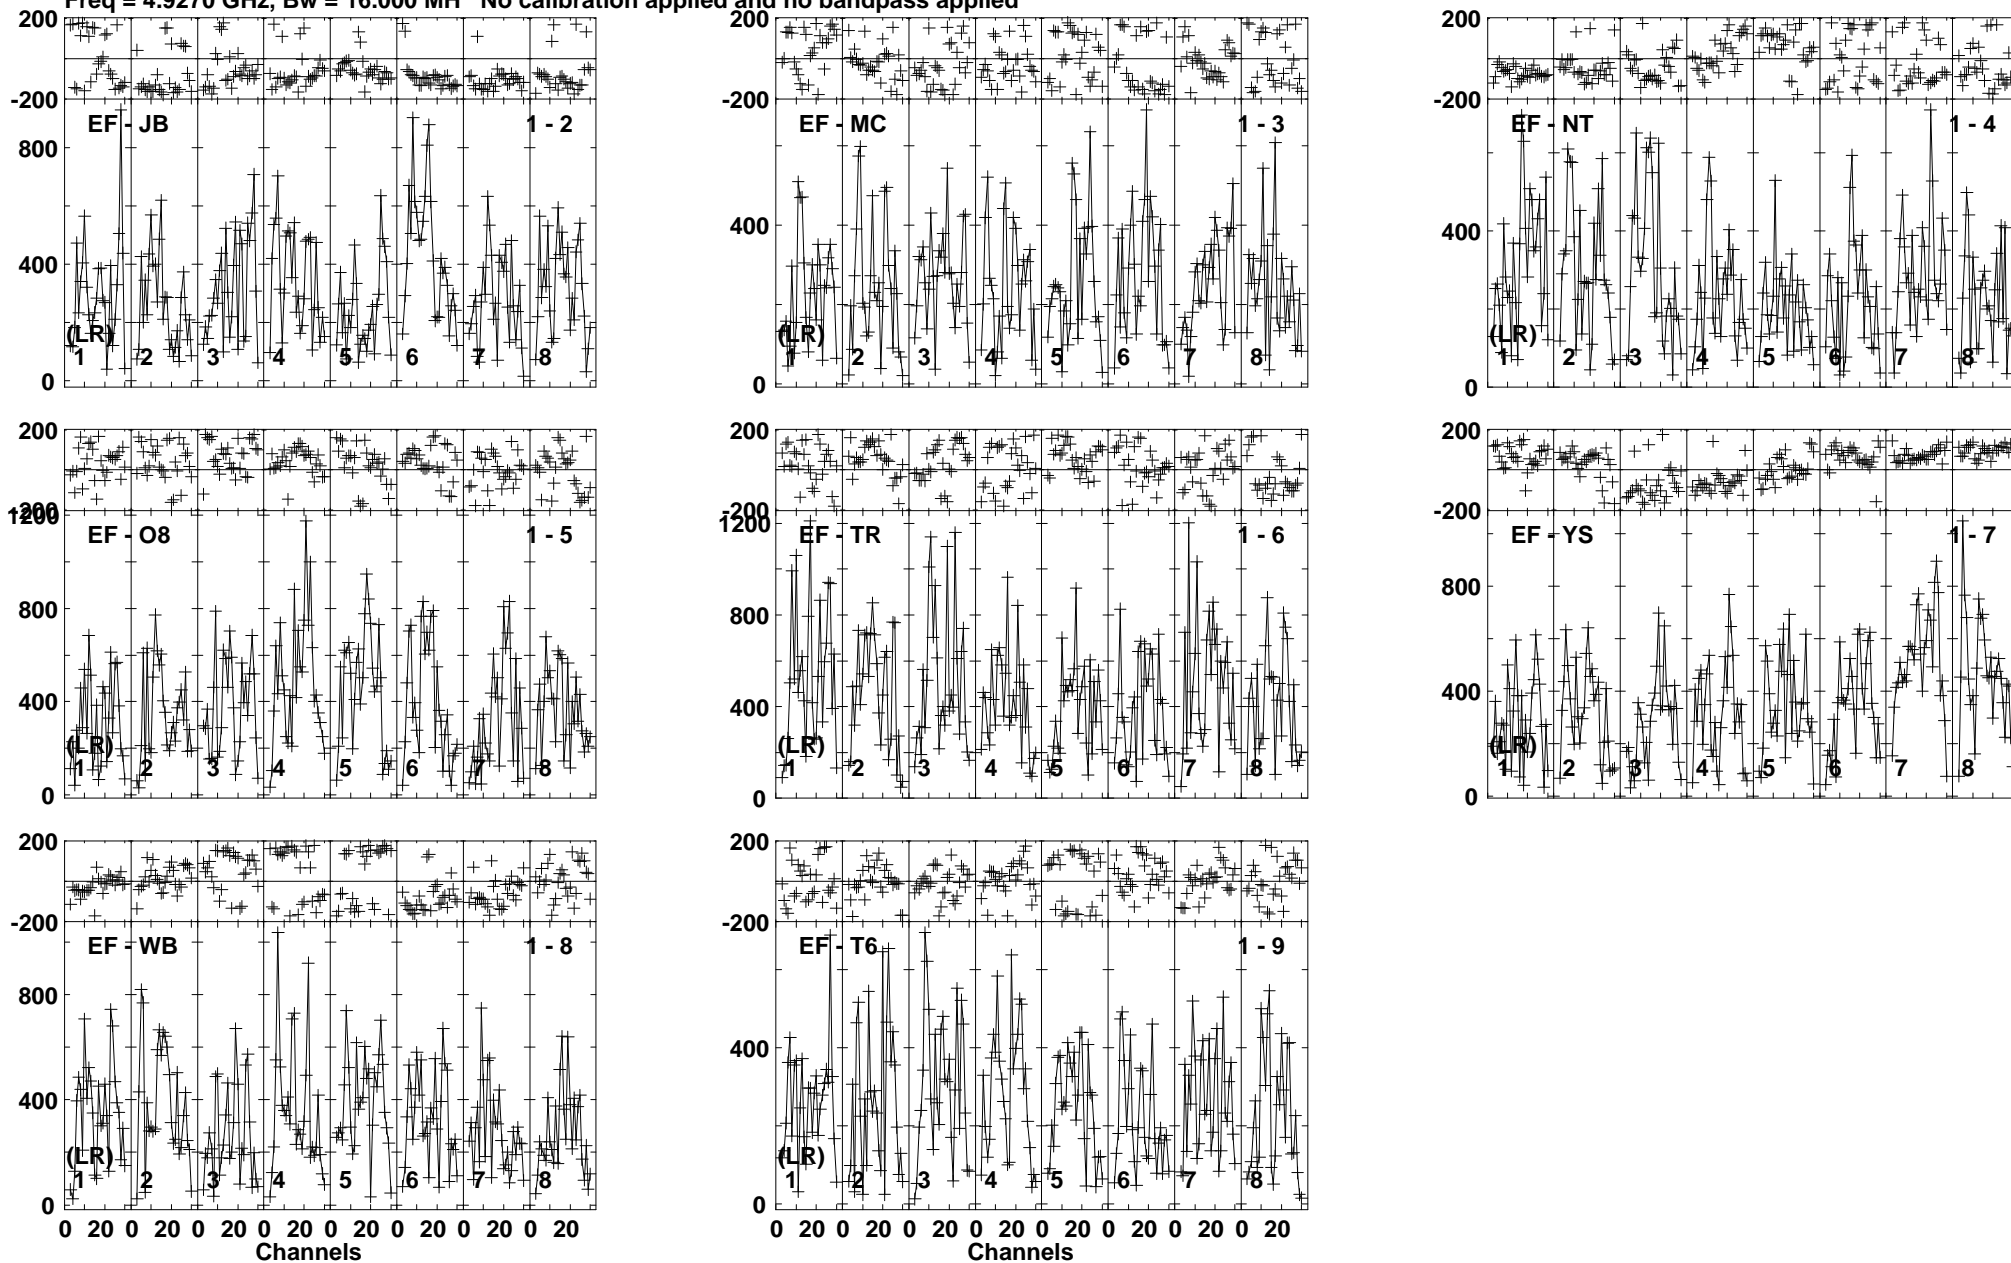 Freq = 4.9270 GHz, Bw = 16.000 MH No calibration applied and no bandpass applied
200
-200
EF - JB 1 - 2
800
400
0
(LR)
1 2 3 4 5 6 7 8
200
-200
EF - MC 1 - 3
400
0
(LR)
1 2 3 4 5 6 7 8
200
-200
EF - NT 1 - 4
400
0
(LR)
1 2 3 4 5 6 7 8
200
-200
1200
EF - O8 1 - 5
800
400
0
(LR)
1 2 3 4 5 6 7 8
200
-200
1200
EF - TR 1 - 6
800
400
0
(LR)
1 2 3 4 5 6 7 8
200
-200
EF - YS 1 - 7
800
400
0
(LR)
1 2 3 4 5 6 7 8
200
-200
EF - WB 1 - 8
800
400
0
(LR)
1 2 3 4 5 6 7 8
0 20 0 20 0 20 0 20 0 20 0 20 0 20 0 20
Channels
200
-200
EF - T6 1 - 9
400
0
(LR)
1 2 3 4 5 6 7 8
0 20 0 20 0 20 0 20 0 20 0 20 0 20 0 20
Channels